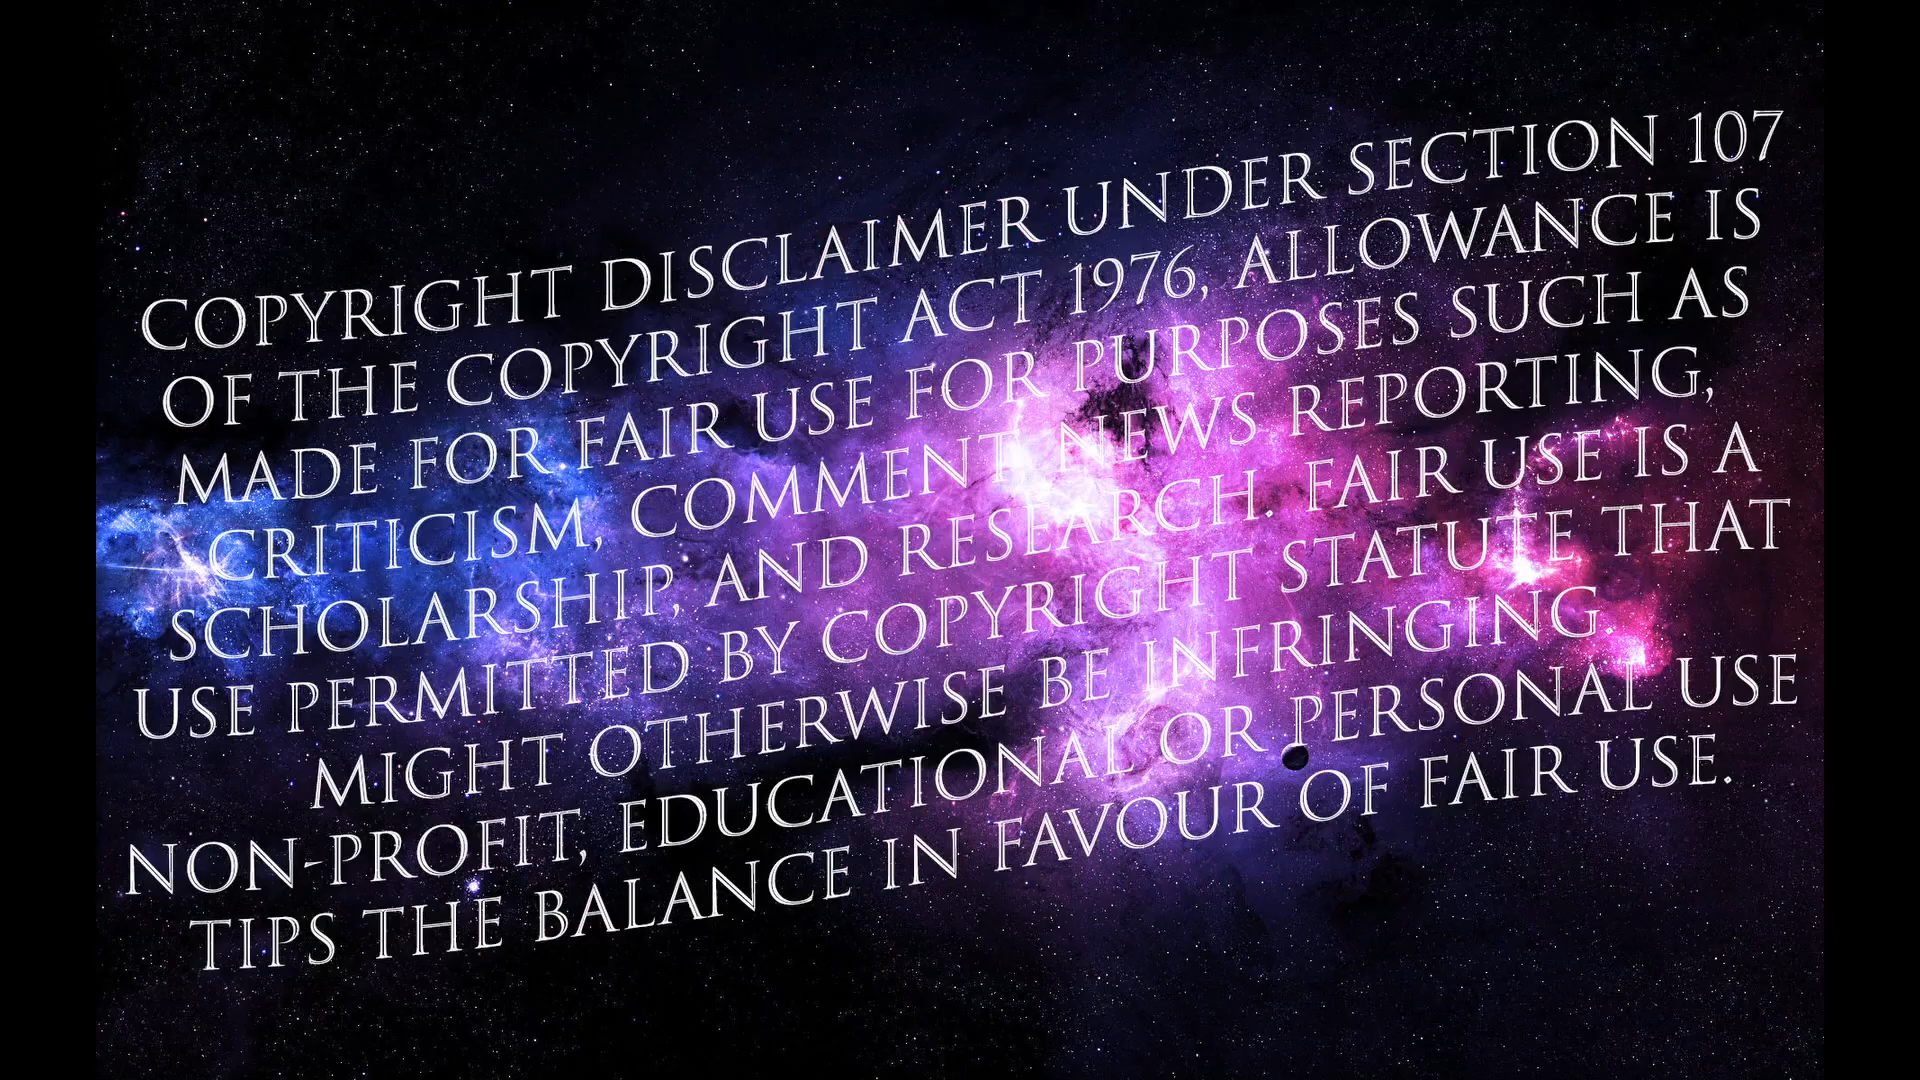 COPYRIGHT DISCLAIMER UNDER SECTION 107
OF THE COPYRIGHT ACT 1976, ALLOWANCE IS
MADE FOR FAIR USE FOR PURPOSES SUCH AS
CRITICISM, COMMENT NEWS REPORTING,
SCHOLARSHIP, AND RESEARCH. FAIR USE IS A
USE PERMITTED BY COPYRIGHT STATUTE THAT
MIGHT OTHERWISE BE INFRINGING.
NON-PROFIT, EDUCATIONAL OR PERSONAL USE
TIPS THE BALANCE IN FAVOUR OF FAIR USE.